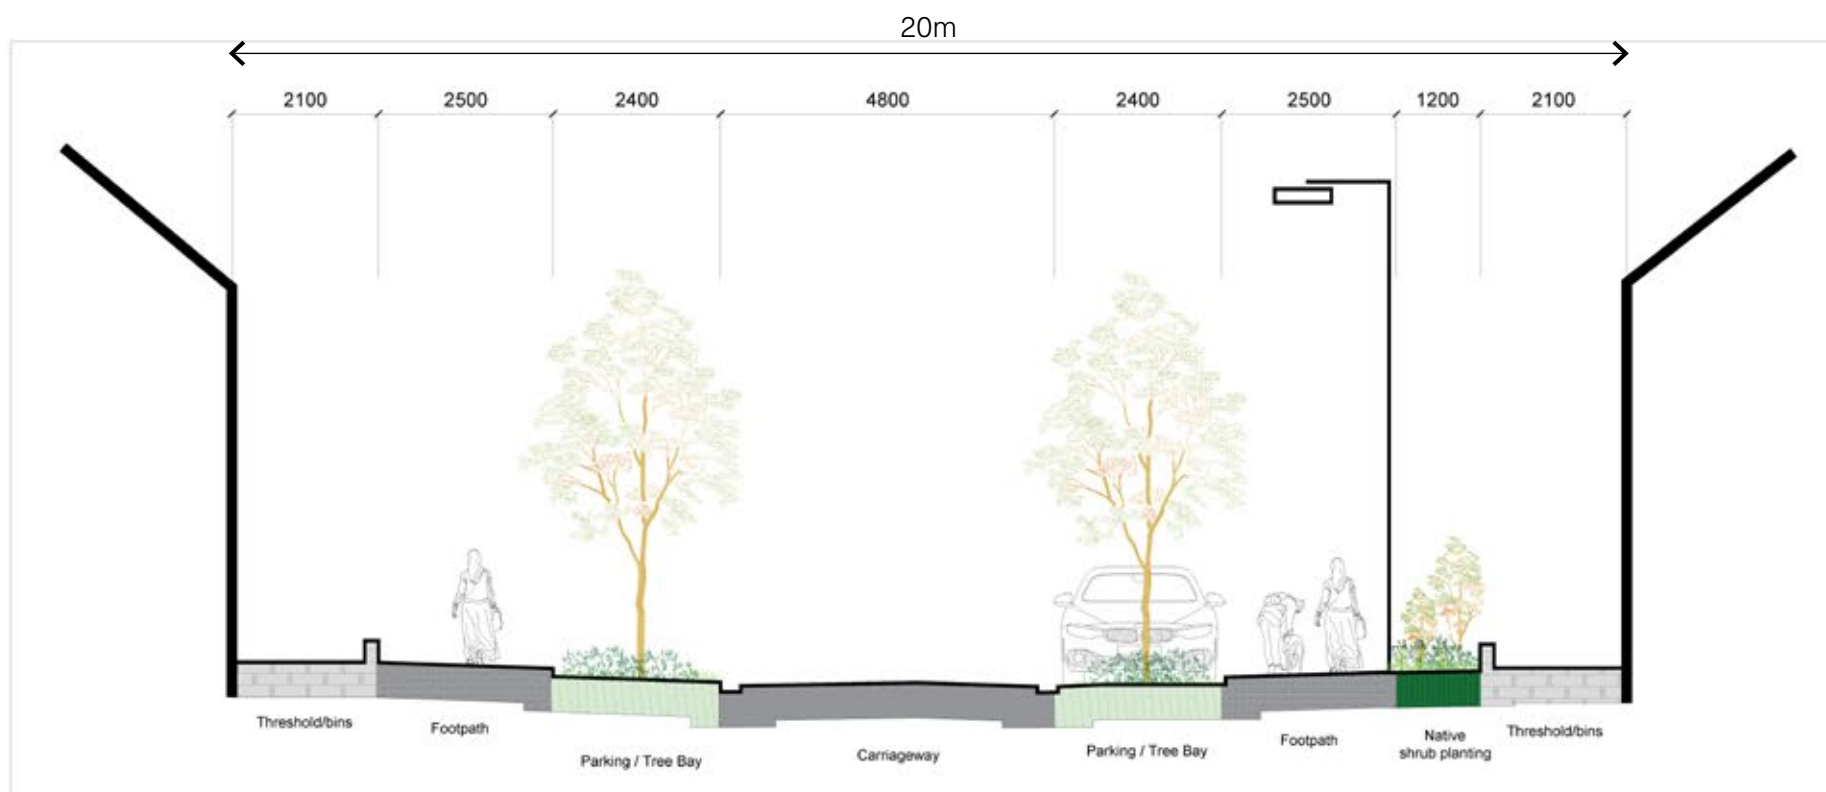 20m
2100
2500
2400
4800
2400
2500
1200
2100
Threshold/bins
Footpath
Parking / Tree Bay
Carriageway
Parking / Tree Bay
Footpath
Native
shrub planting
Threshold/bins